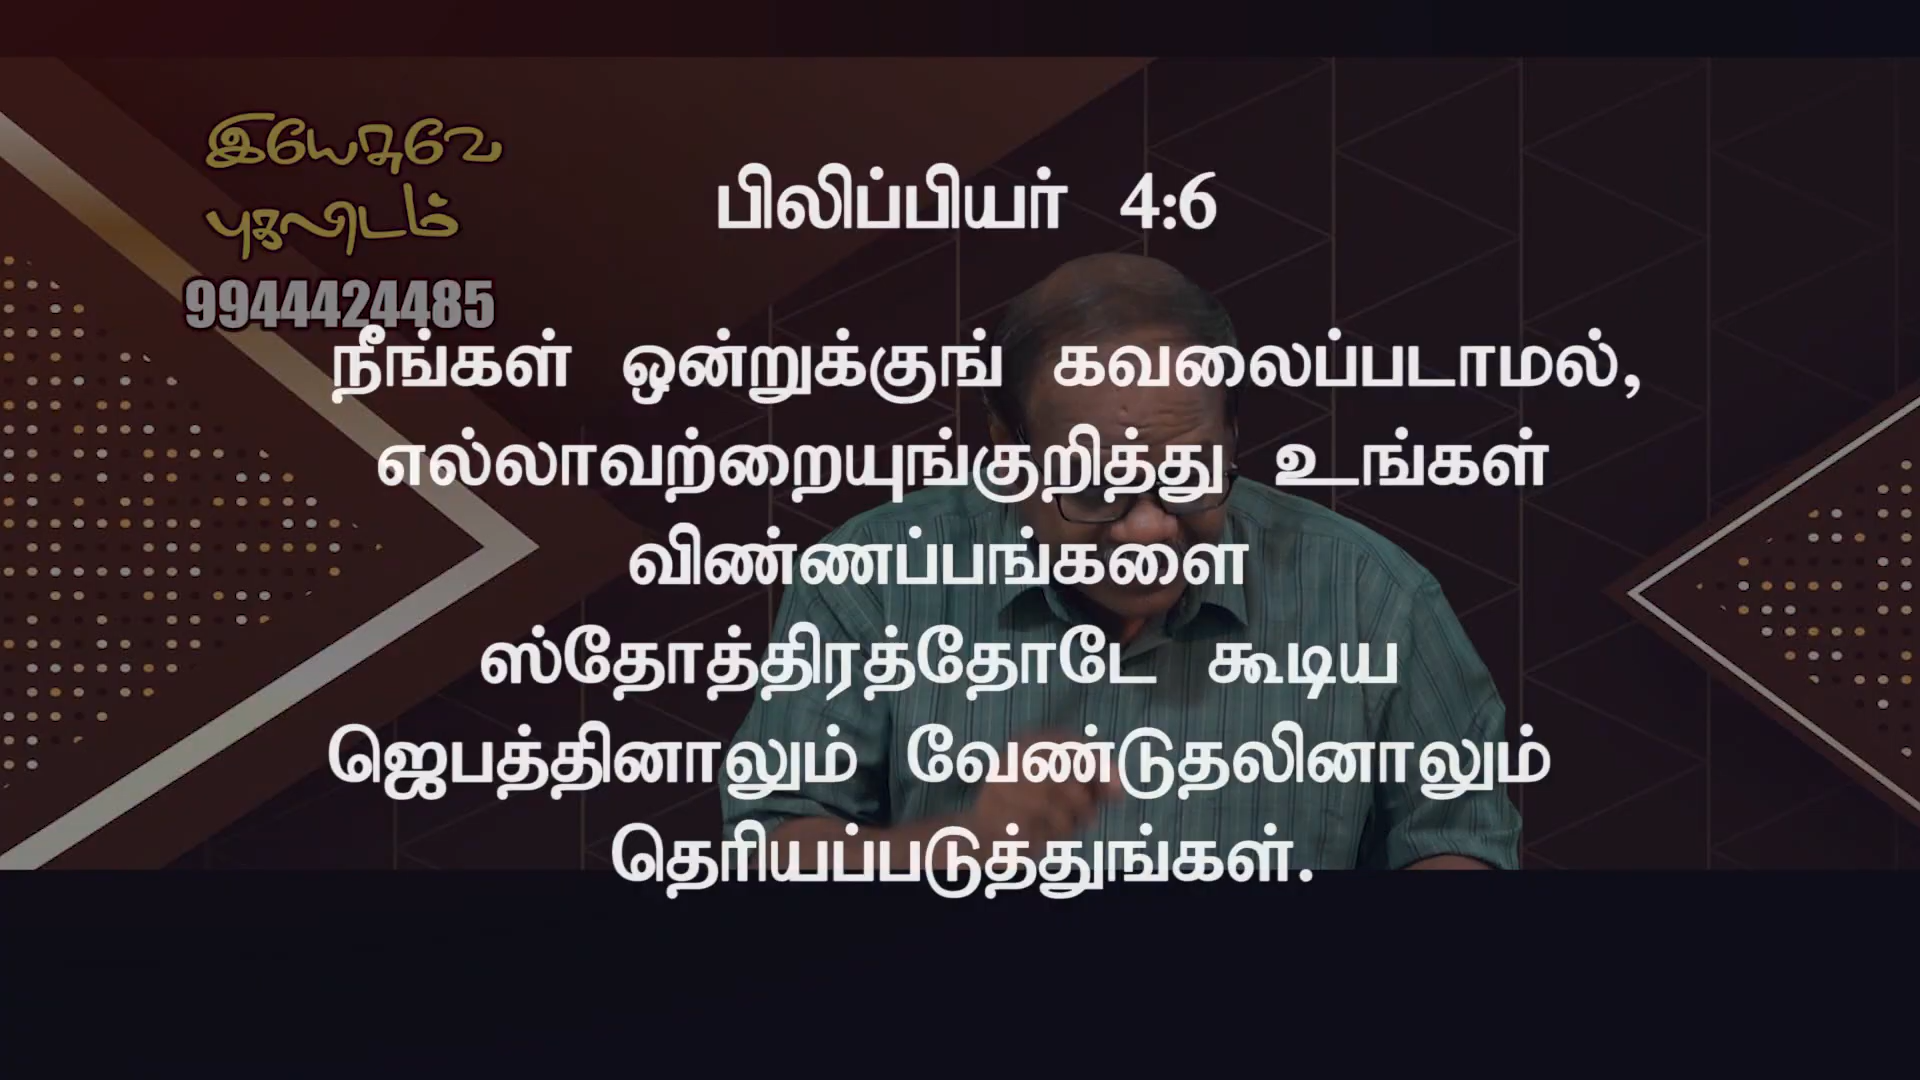 இயேசுவே
புகலிடம்
9944424485
பிலிப்பியர் 4:6
நீங்கள் ஒன்றுக்குங் கவலைப்படாமல்,
எல்லாவற்றையுங்குறித்து உங்கள்
விண்ணப்பங்களை
ஸ்தோத்திரத்தோடே கூடிய
ஜெபத்தினாலும் வேண்டுதலினாலும்
தெரியப்படுத்துங்கள்.